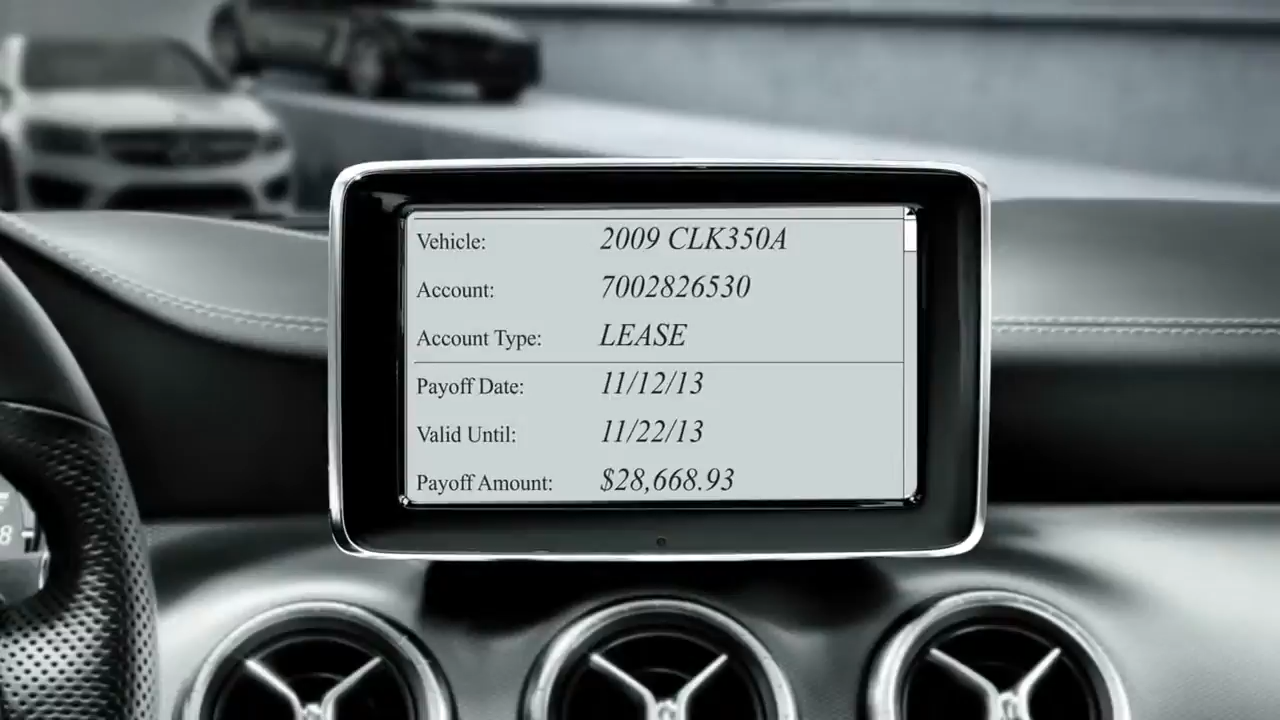 Vehicle: 2009 CLK350A
Account: 7002826530
Account Type: LEASE
Payoff Date: 11/12/13
Valid Until: 11/22/13
Payoff Amount: $28,668.93
8